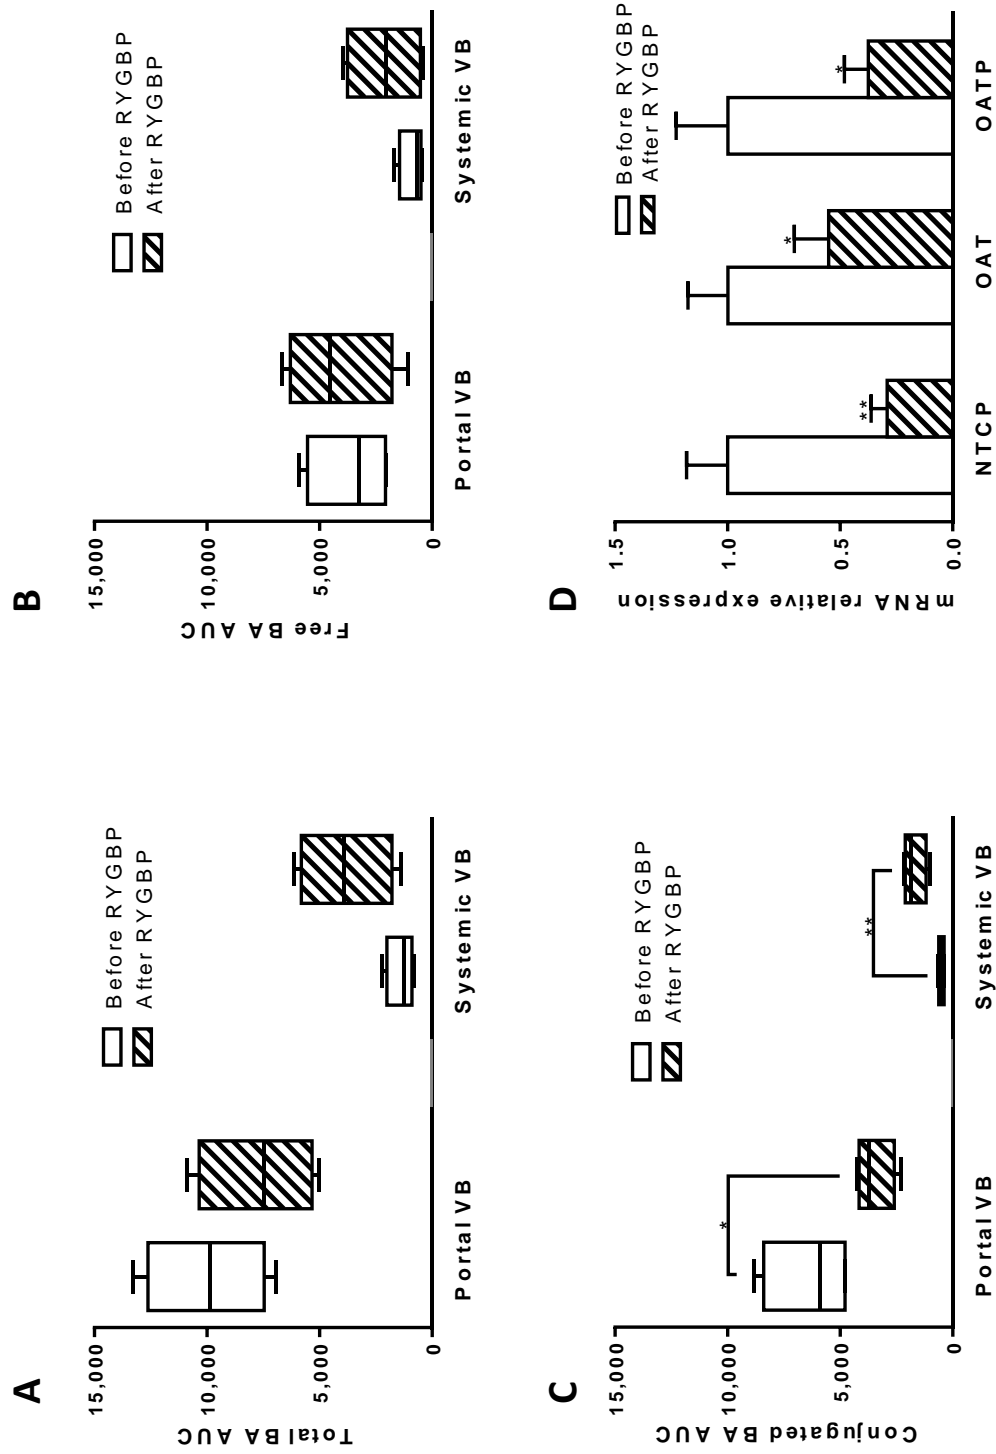 A
Total BA AUC
15,000
10,000
5,000
0
Before RYGBP
After RYGBP
Portal VB
Systemic VB
B
Free BA AUC
15,000
10,000
5,000
0
Before RYGBP
After RYGBP
Portal VB
Systemic VB
C
Conjugated BA AUC
15,000
10,000
5,000
0
Before RYGBP
After RYGBP
*
**
Portal VB
Systemic VB
D
mRNA relative expression
1.5
1.0
0.5
0.0
Before RYGBP
After RYGBP
**
*
*
NTCP
OAT
OATP